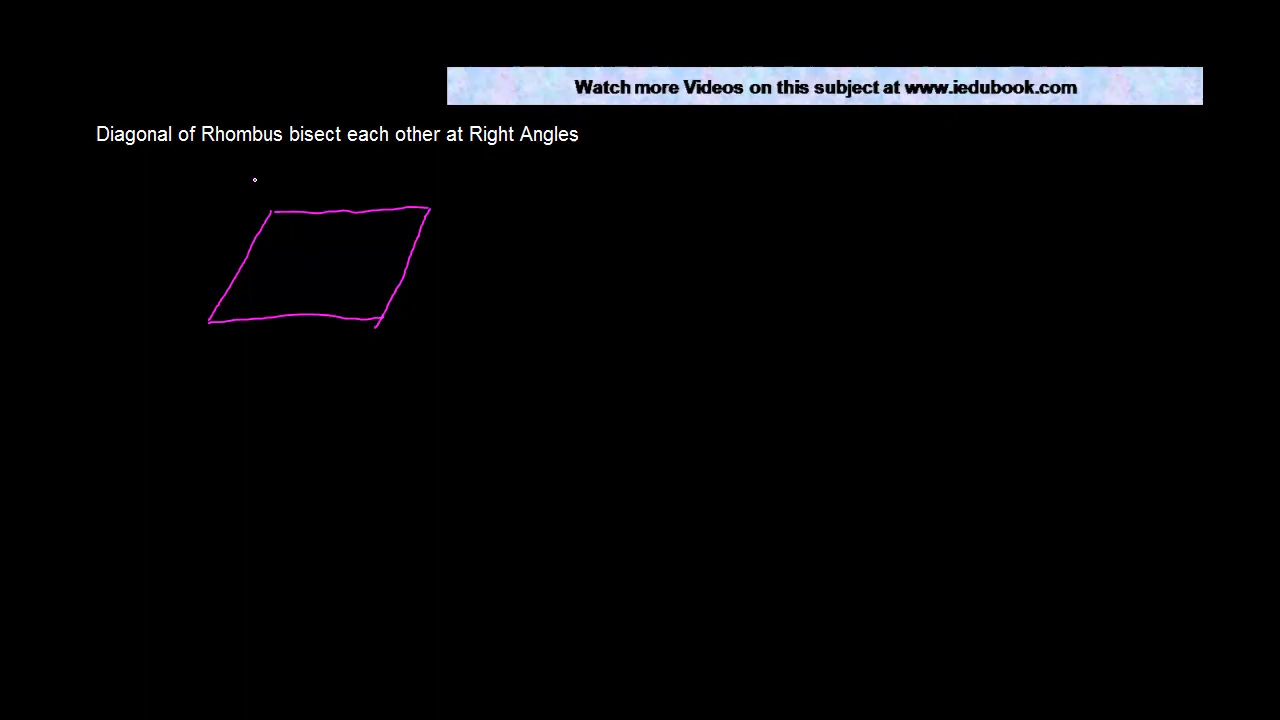 Watch more Videos on this subject at www.iedubook.com
Diagonal of Rhombus bisect each other at Right Angles